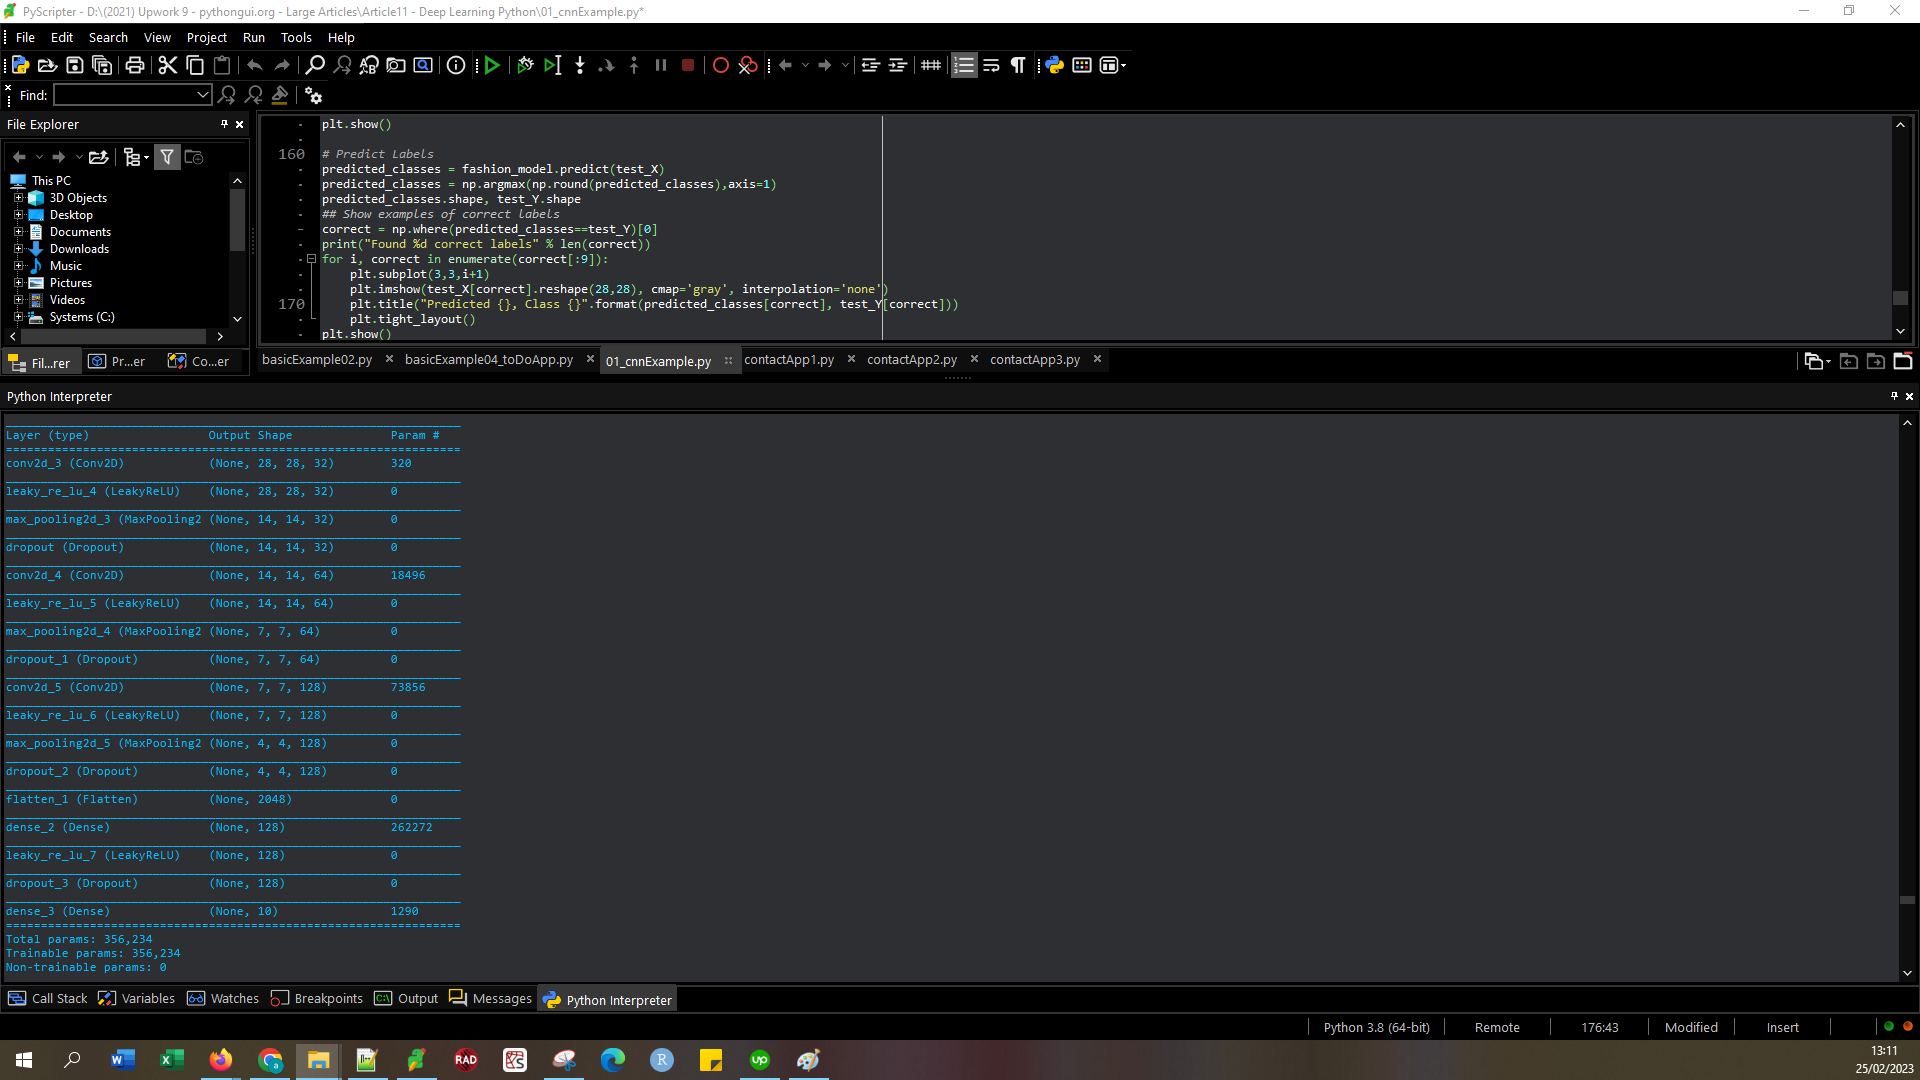 PyScripter - D:\(2021) Upwork 9 - pythongui.org - Large Articles\Article11 - Deep Learning Python\01_cnnExample.py*
File Edit Search View Project Run Tools Help
Find:
File Explorer
This PC
3D Objects
Desktop
Documents
Downloads
Music
Pictures
Videos
Systems (C:)
Fil...rer Pr...er Co...er
plt.show()
160 # Predict Labels
predicted_classes = fashion_model.predict(test_X)
predicted_classes = np.argmax(np.round(predicted_classes),axis=1)
predicted_classes.shape, test_Y.shape
## Show examples of correct labels
correct = np.where(predicted_classes==test_Y)[0]
print("Found %d correct labels" % len(correct))
for i, correct in enumerate(correct[:9]):
plt.subplot(3,3,i+1)
plt.imshow(test_X[correct].reshape(28,28), cmap='gray', interpolation='none')
170 plt.title("Predicted {}, Class {}".format(predicted_classes[correct], test_Y[correct]))
plt.tight_layout()
plt.show()
basicExample02.py basicExample04_toDoApp.py 01_cnnExample.py contactApp1.py contactApp2.py contactApp3.py
Python Interpreter
Layer (type) Output Shape Param #
=================================================================
conv2d_3 (Conv2D) (None, 28, 28, 32) 320
leaky_re_lu_4 (LeakyReLU) (None, 28, 28, 32) 0
max_pooling2d_3 (MaxPooling2 (None, 14, 14, 32) 0
dropout (Dropout) (None, 14, 14, 32) 0
conv2d_4 (Conv2D) (None, 14, 14, 64) 18496
leaky_re_lu_5 (LeakyReLU) (None, 14, 14, 64) 0
max_pooling2d_4 (MaxPooling2 (None, 7, 7, 64) 0
dropout_1 (Dropout) (None, 7, 7, 64) 0
conv2d_5 (Conv2D) (None, 7, 7, 128) 73856
leaky_re_lu_6 (LeakyReLU) (None, 7, 7, 128) 0
max_pooling2d_5 (MaxPooling2 (None, 4, 4, 128) 0
dropout_2 (Dropout) (None, 4, 4, 128) 0
flatten_1 (Flatten) (None, 2048) 0
dense_2 (Dense) (None, 128) 262272
leaky_re_lu_7 (LeakyReLU) (None, 128) 0
dropout_3 (Dropout) (None, 128) 0
dense_3 (Dense) (None, 10) 1290
=================================================================
Total params: 356,234
Trainable params: 356,234
Non-trainable params: 0
Call Stack Variables Watches Breakpoints Output Messages Python Interpreter
Python 3.8 (64-bit) Remote 176:43 Modified Insert
RAD
R
up
13:11
25/02/2023